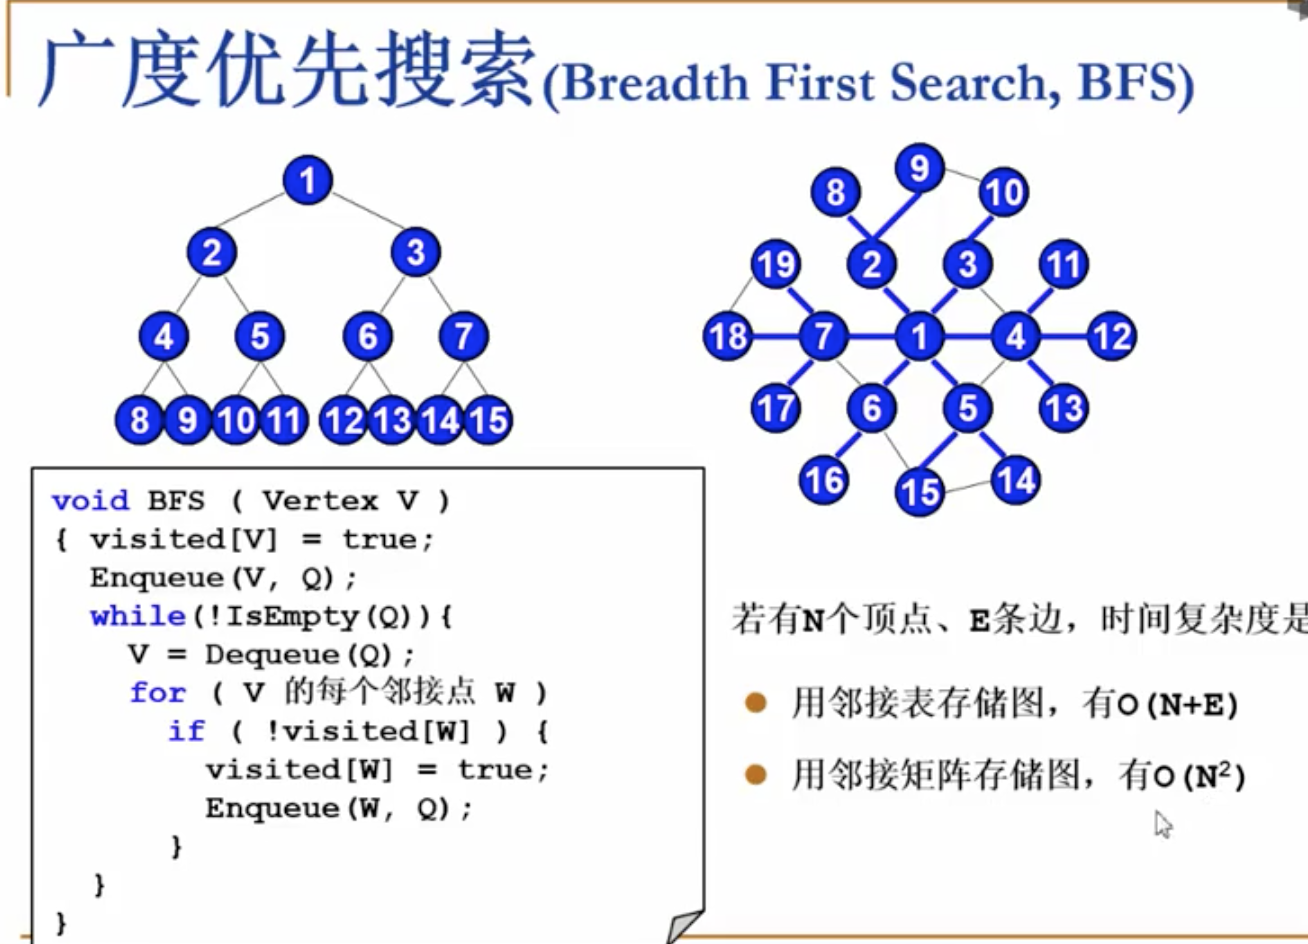 广度优先搜索(Breadth First Search, BFS)
1
2 3
4 5 6 7
8 9 10 11 12 13 14 15
9
8 10
19 2 3 11
18 7 1 4 12
17 6 5 13
16 15 14
void BFS ( Vertex V )
{ visited[V] = true;
Enqueue(V, Q);
while(!IsEmpty(Q)){
V = Dequeue(Q);
for ( V 的每个邻接点 W )
if ( !visited[W] ) {
visited[W] = true;
Enqueue(W, Q);
}
}
}
若有N个顶点、E条边，时间复杂度是
用邻接表存储图，有O(N+E)
用邻接矩阵存储图，有O(N²)